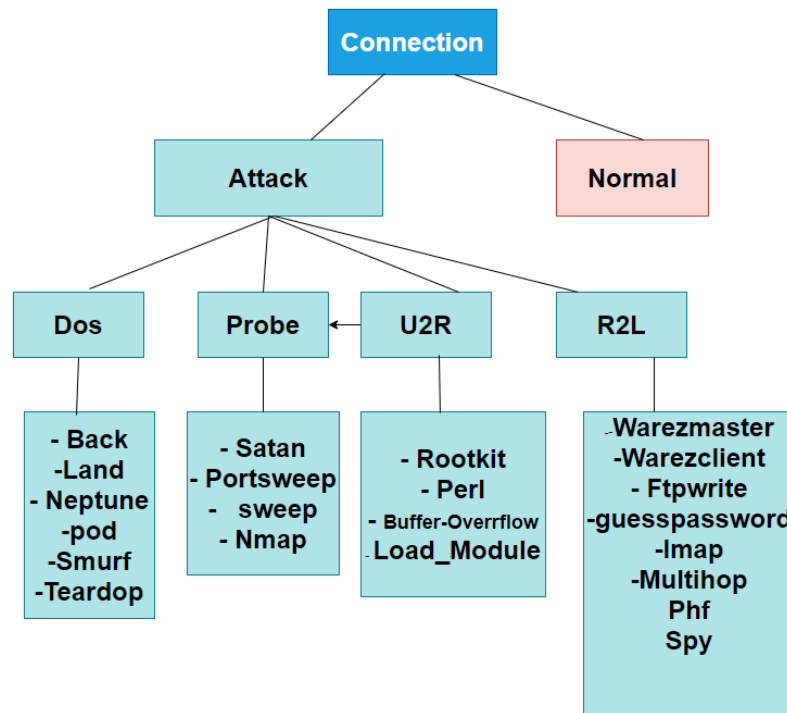 Connection
Attack
Normal
Dos
Probe
U2R
R2L
- Back
-Land
- Neptune
-pod
-Smurf
-Teardop
- Satan
- Portsweep
- sweep
- Nmap
- Rootkit
- Perl
- Buffer-Overrflow
- Load_Module
-Warezmaster
-Warezclient
- Ftpwrite
-guesspassword
-Imap
-Multihop
Phf
Spy